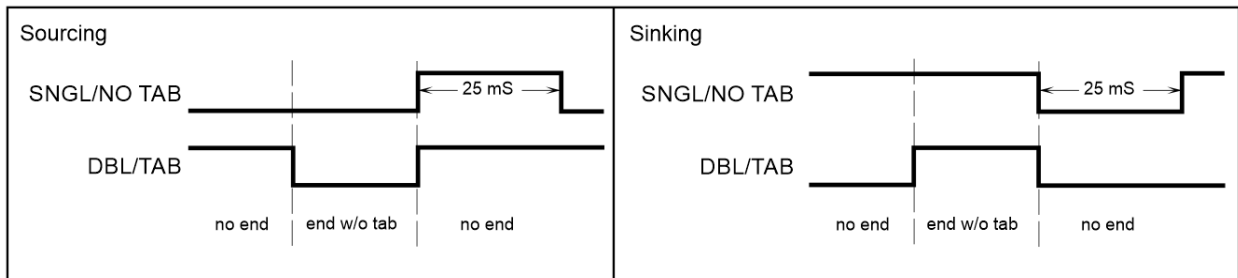 Sourcing
SNGL/NO TAB
25 mS
DBL/TAB
no end
end w/o tab
no end
Sinking
SNGL/NO TAB
25 mS
DBL/TAB
no end
end w/o tab
no end